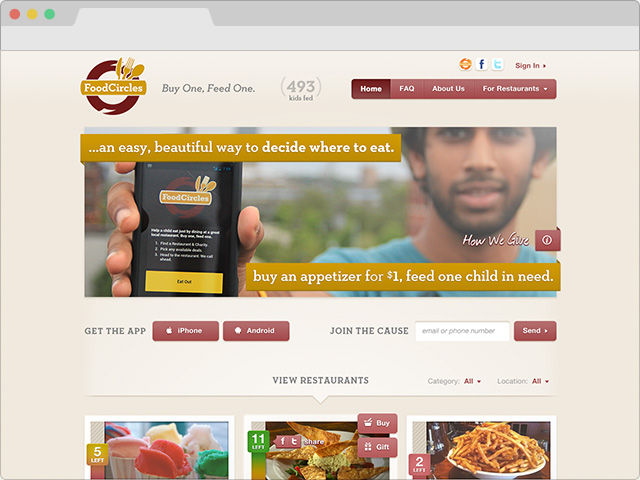 FoodCircles
Buy One, Feed One.
(493)
kids fed
Sign In
Home FAQ About Us For Restaurants
...an easy, beautiful way to decide where to eat.
FoodCircles
Help a child eat just by dining at a great
local restaurant. Buy one, feed one.
1. Find a Restaurant & Charity.
2. Pick any available deals.
3. Head to the restaurant. We call
ahead.
Eat Out
How We Give
buy an appetizer for $1, feed one child in need.
GET THE APP iPhone Android JOIN THE CAUSE email or phone number Send
VIEW RESTAURANTS Category: All Location: All
5
LEFT
11
LEFT
share
Buy
Gift
2
LEFT